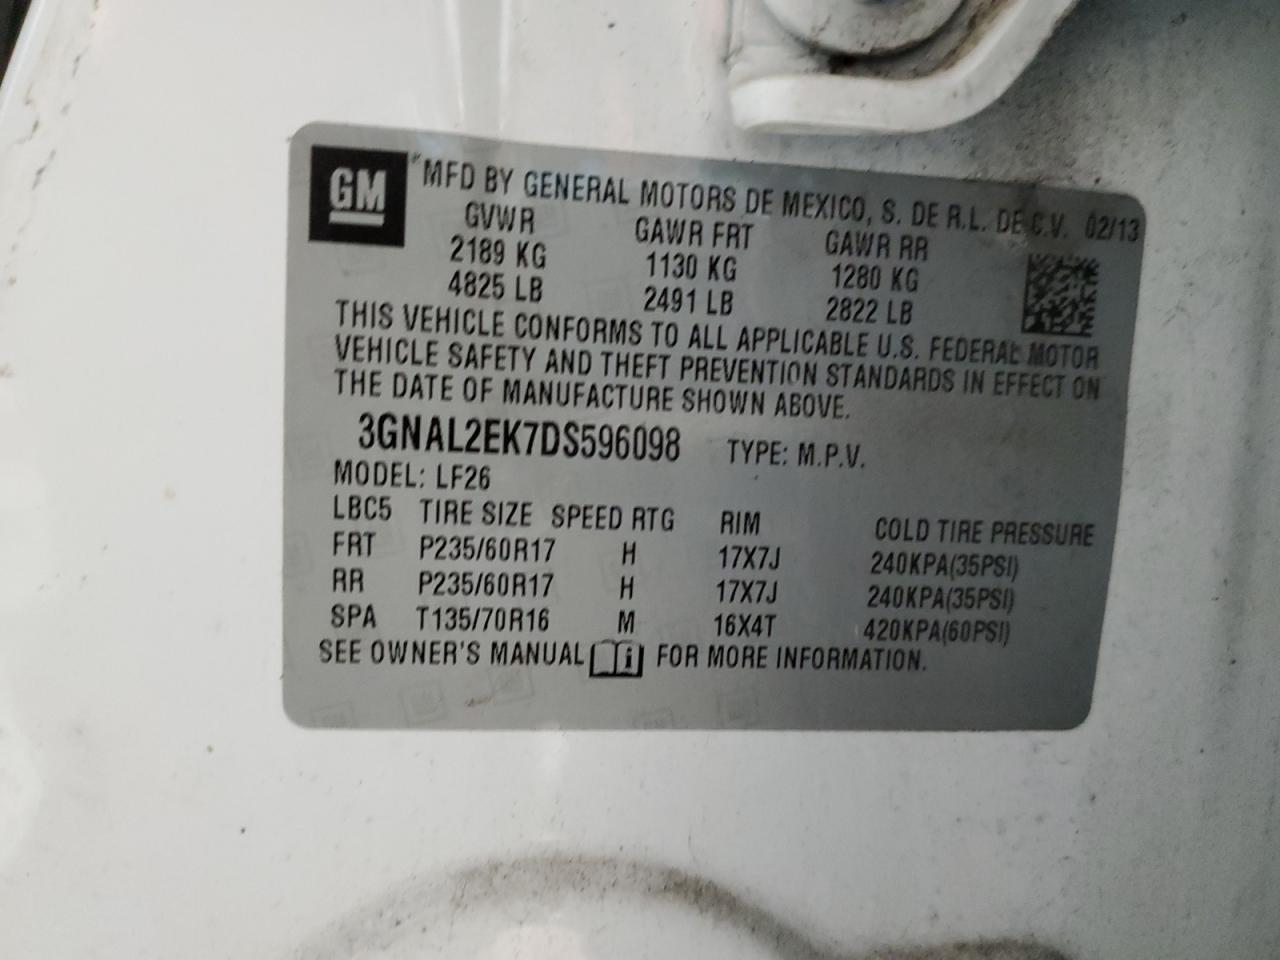 GM
*MFD BY GENERAL MOTORS DE MEXICO, S. DE R.L. DE C.V. 02/13
GVWR GAWR FRT GAWR RR
2189 KG 1130 KG 1280 KG
4825 LB 2491 LB 2822 LB
THIS VEHICLE CONFORMS TO ALL APPLICABLE U.S. FEDERAL MOTOR
VEHICLE SAFETY AND THEFT PREVENTION STANDARDS IN EFFECT ON
THE DATE OF MANUFACTURE SHOWN ABOVE.
3GNAL2EK7DS596098 TYPE: M.P.V.
MODEL: LF26
LBC5 TIRE SIZE SPEED RTG RIM COLD TIRE PRESSURE
FRT P235/60R17 H 17X7J 240KPA(35PSI)
RR P235/60R17 H 17X7J 240KPA(35PSI)
SPA T135/70R16 M 16X4T 420KPA(60PSI)
SEE OWNER'S MANUAL i FOR MORE INFORMATION.